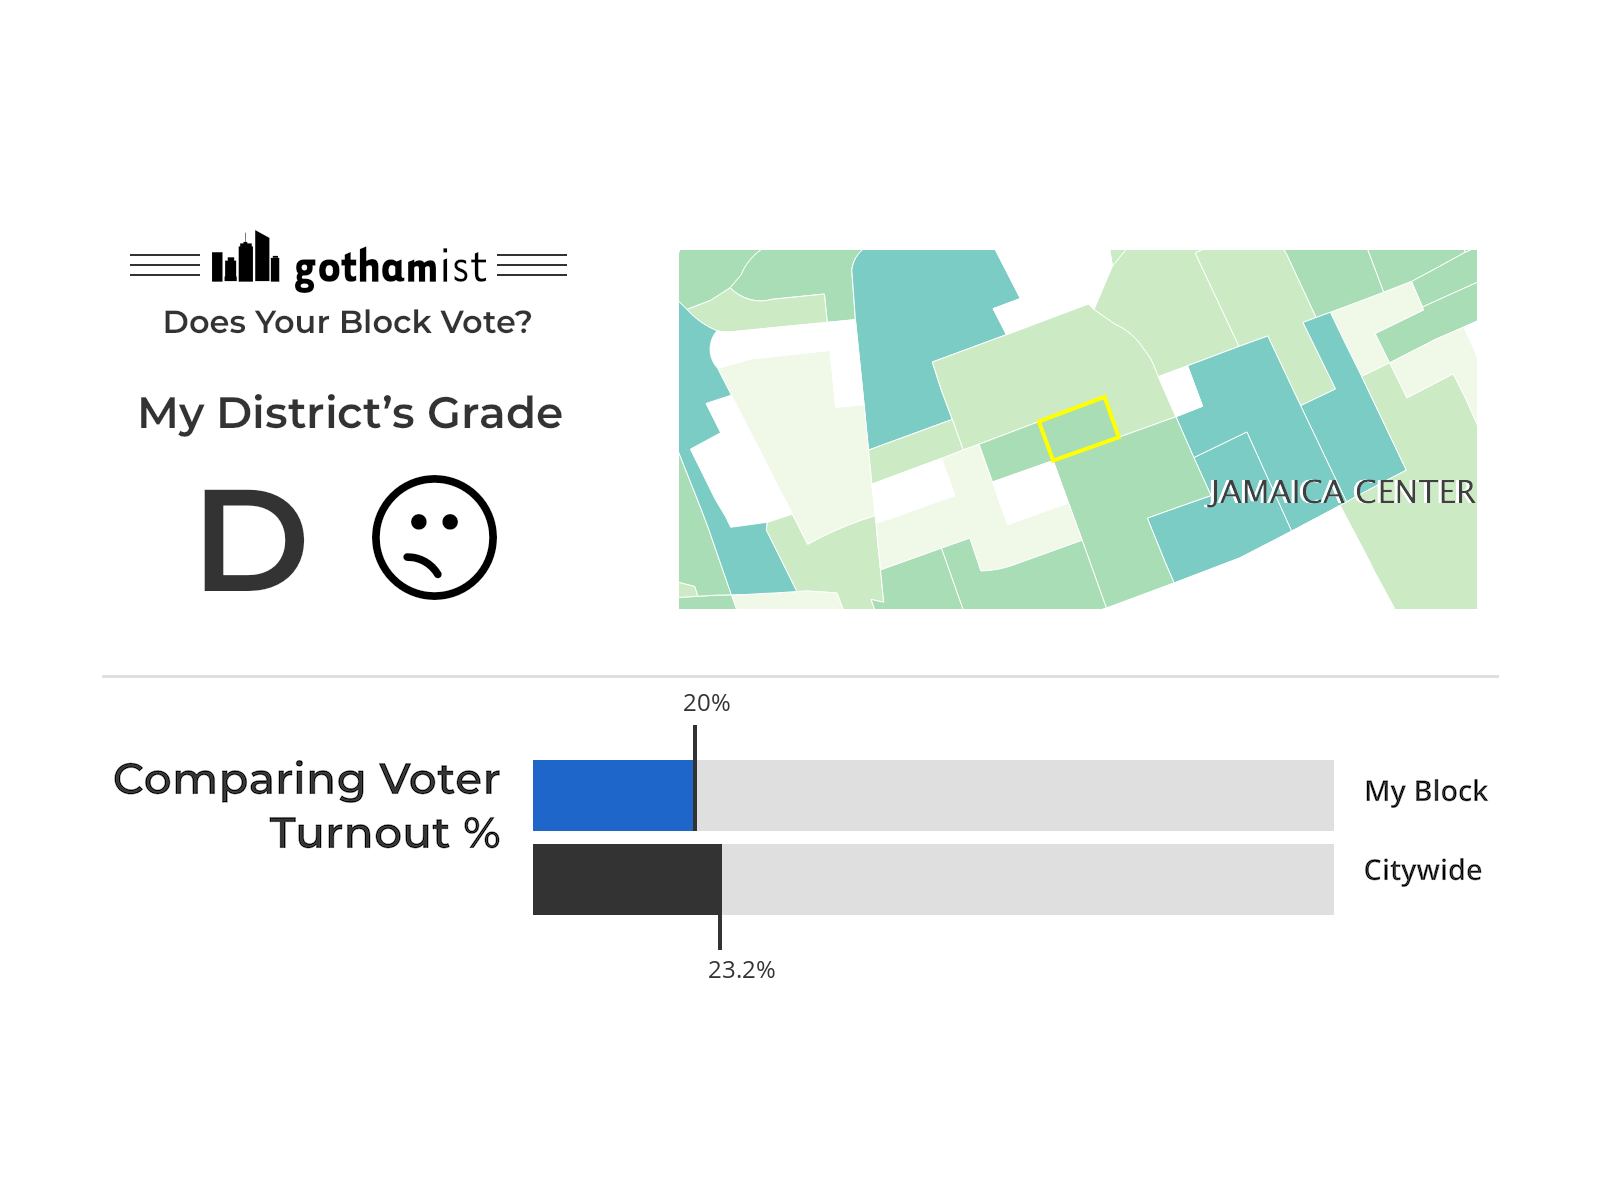 gothamist
Does Your Block Vote?
My District’s Grade
D
JAMAICA CENTER
20%
Comparing Voter
Turnout %
My Block
Citywide
23.2%